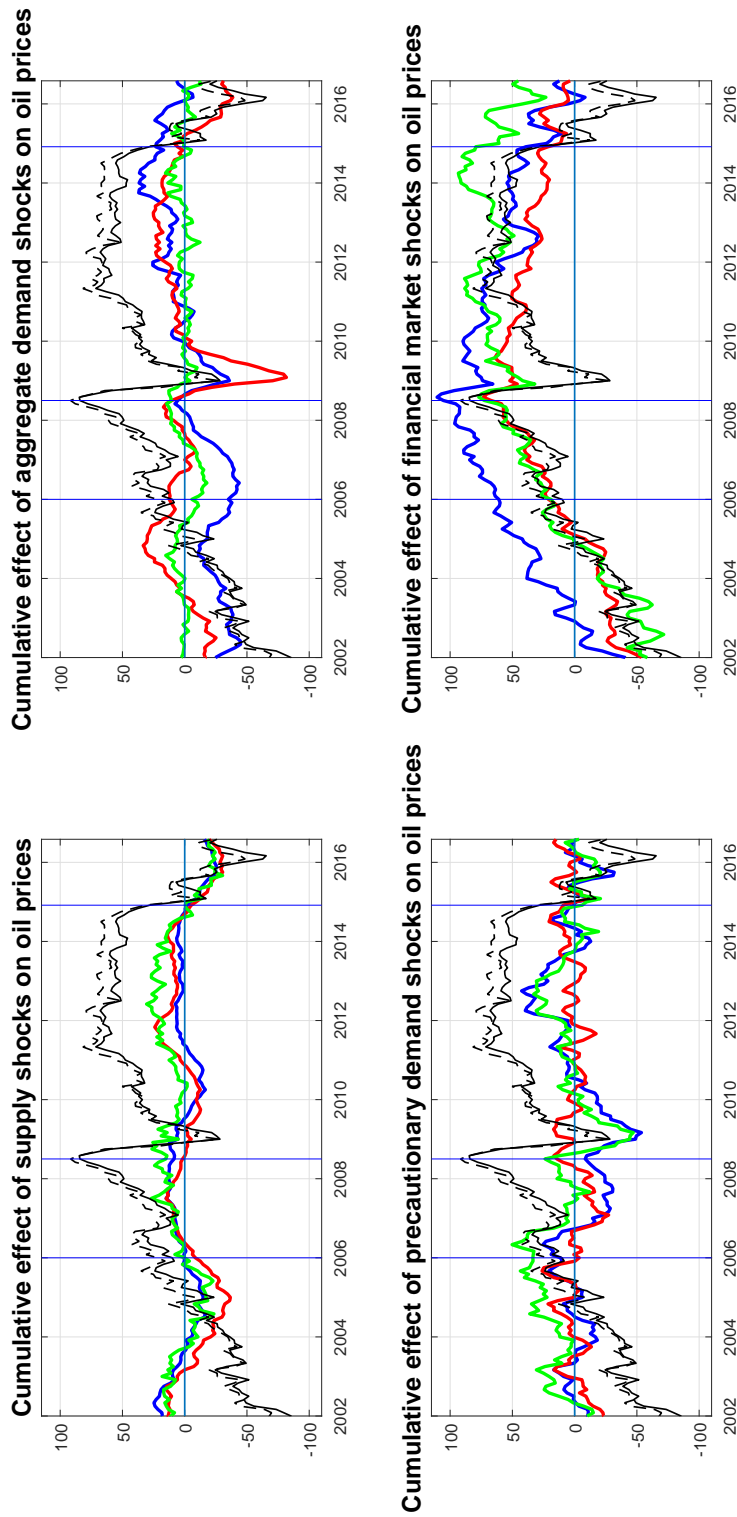 Cumulative effect of supply shocks on oil prices
100
50
0
-50
-100
2002 2004 2006 2008 2010 2012 2014 2016
Cumulative effect of aggregate demand shocks on oil prices
100
50
0
-50
-100
2002 2004 2006 2008 2010 2012 2014 2016
Cumulative effect of precautionary demand shocks on oil prices
100
50
0
-50
-100
2002 2004 2006 2008 2010 2012 2014 2016
Cumulative effect of financial market shocks on oil prices
100
50
0
-50
-100
2002 2004 2006 2008 2010 2012 2014 2016